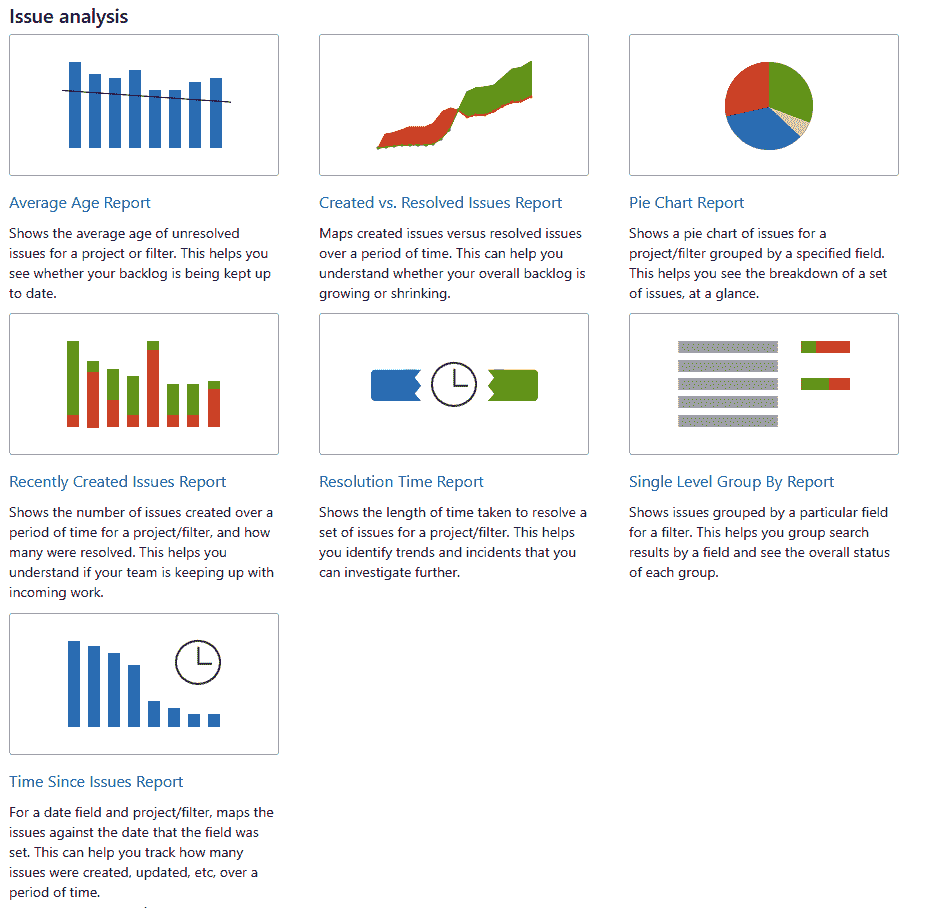 Issue analysis
Average Age Report
Shows the average age of unresolved
issues for a project or filter. This helps you
see whether your backlog is being kept up
to date.
Created vs. Resolved Issues Report
Maps created issues versus resolved issues
over a period of time. This can help you
understand whether your overall backlog is
growing or shrinking.
Pie Chart Report
Shows a pie chart of issues for a
project/filter grouped by a specified field.
This helps you see the breakdown of a set
of issues, at a glance.
Recently Created Issues Report
Shows the number of issues created over a
period of time for a project/filter, and how
many were resolved. This helps you
understand if your team is keeping up with
incoming work.
Resolution Time Report
Shows the length of time taken to resolve a
set of issues for a project/filter. This helps
you identify trends and incidents that you
can investigate further.
Single Level Group By Report
Shows issues grouped by a particular field
for a filter. This helps you group search
results by a field and see the overall status
of each group.
Time Since Issues Report
For a date field and project/filter, maps the
issues against the date that the field was
set. This can help you track how many
issues were created, updated, etc, over a
period of time.